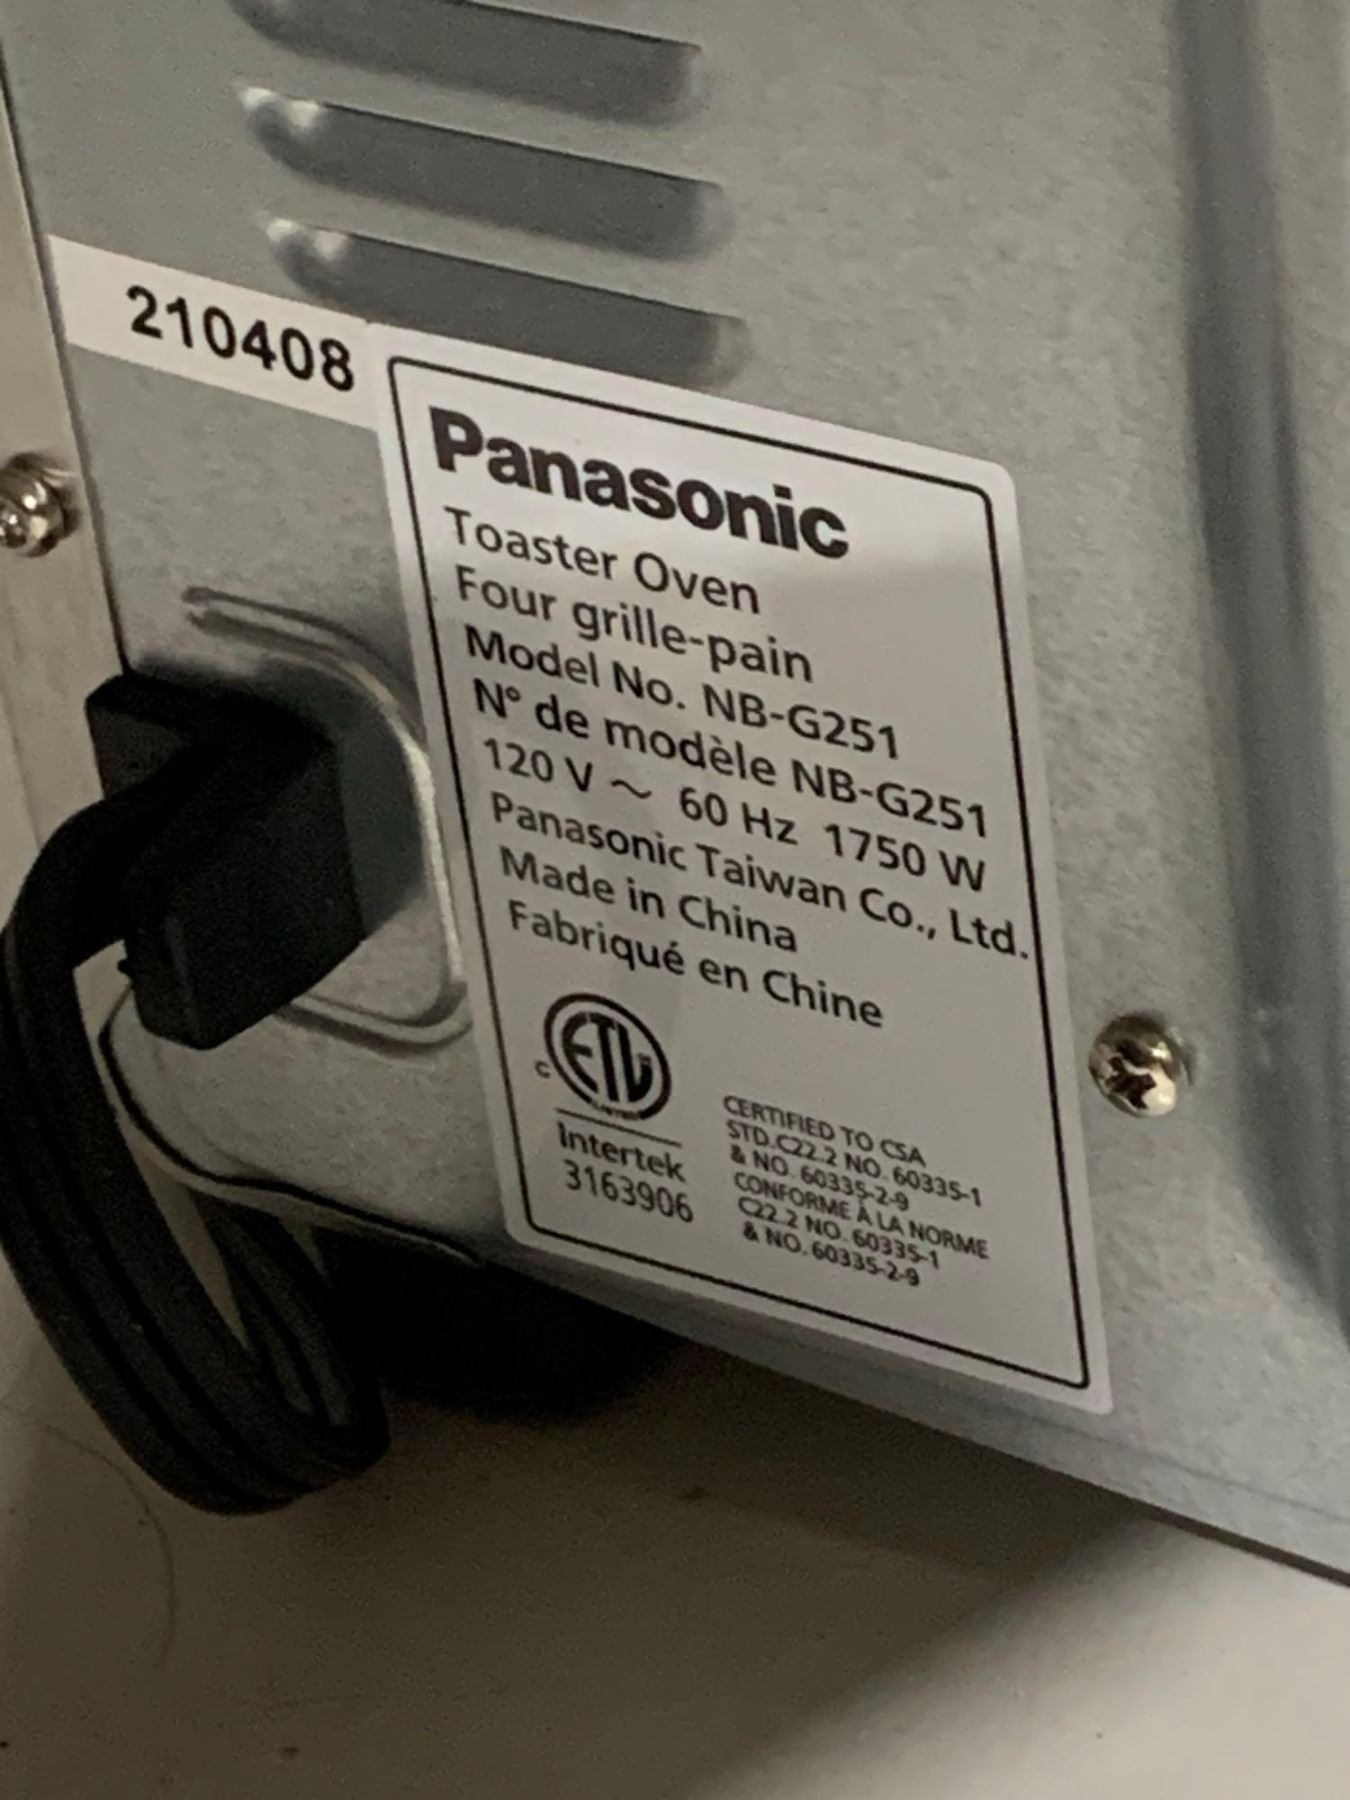 210408
Panasonic
Toaster Oven
Four grille-pain
Model No. NB-G251
N° de modèle NB-G251
120 V ~ 60 Hz 1750 W
Panasonic Taiwan Co., Ltd.
Made in China
Fabriqué en Chine
C ETL
Intertek
3163906
CERTIFIED TO CSA
STD.C22.2 NO. 60335-1
& NO. 60335-2-9
CONFORME À LA NORME
C22.2 NO. 60335-1
& NO. 60335-2-9